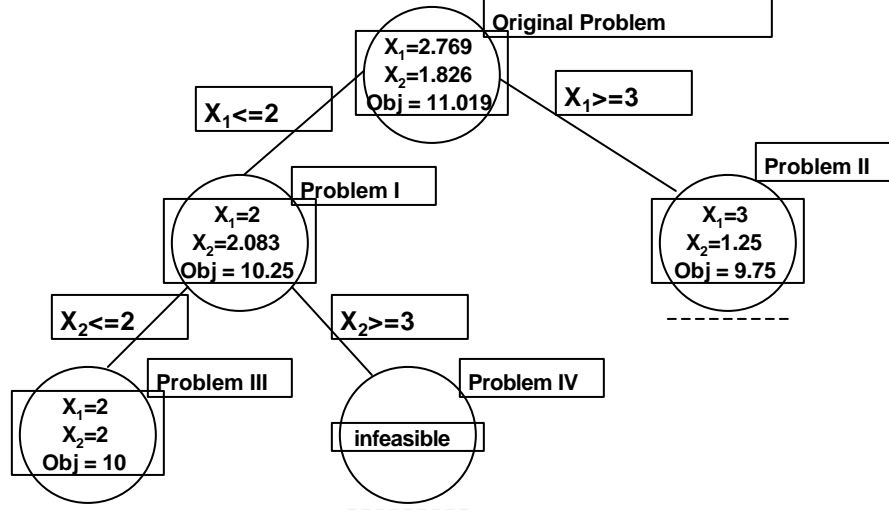 Original Problem
X₁=2.769
X₂=1.826
Obj = 11.019
X₁<=2
X₁>=3
Problem I
X₁=2
X₂=2.083
Obj = 10.25
Problem II
X₁=3
X₂=1.25
Obj = 9.75
X₂<=2
X₂>=3
Problem III
X₁=2
X₂=2
Obj = 10
Problem IV
infeasible